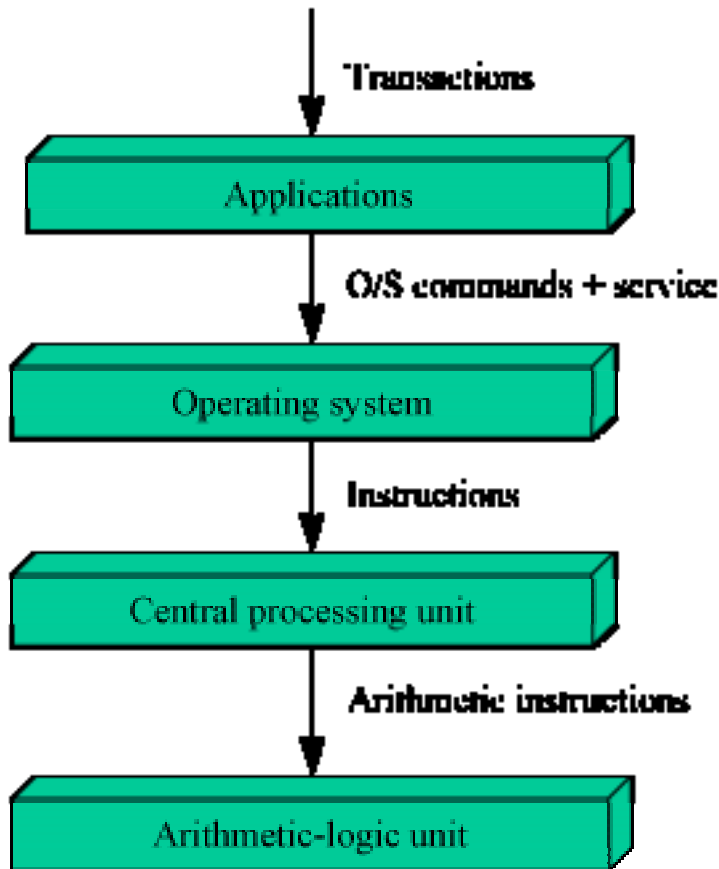 Transactions
Applications
O/S commands + service
Operating system
Instructions
Central processing unit
Arithmetic instructions
Arithmetic-logic unit